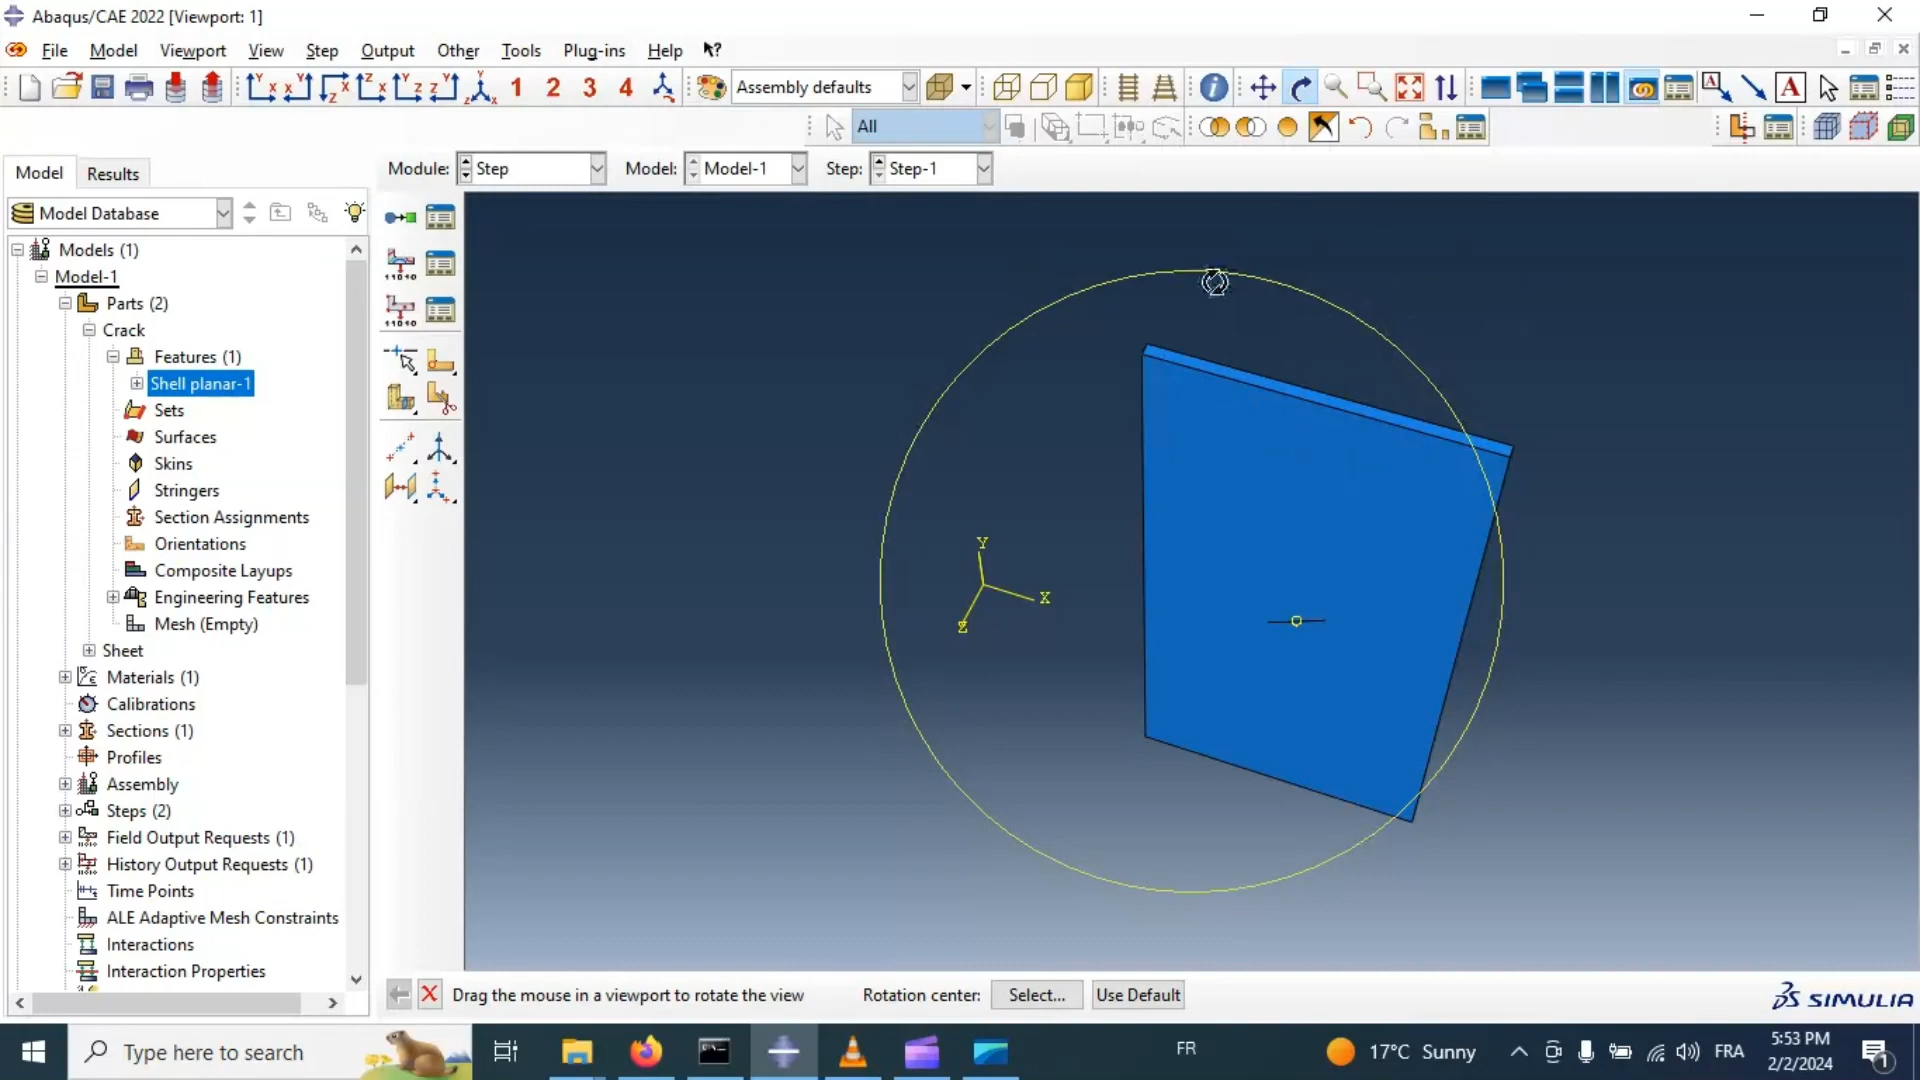 Abaqus/CAE 2022 [Viewport: 1]
File Model Viewport View Step Output Other Tools Plug-ins Help
1 2 3 4 Assembly defaults
All
Model Results
Module: Step Model: Model-1 Step: Step-1
Model Database
Models (1)
Model-1
Parts (2)
Crack
Features (1)
Shell planar-1
Sets
Surfaces
Skins
Stringers
Section Assignments
Orientations
Composite Layups
Engineering Features
Mesh (Empty)
Sheet
Materials (1)
Calibrations
Sections (1)
Profiles
Assembly
Steps (2)
Field Output Requests (1)
History Output Requests (1)
Time Points
ALE Adaptive Mesh Constraints
Interactions
Interaction Properties
Y
X
Z
Drag the mouse in a viewport to rotate the view Rotation center: Select... Use Default
SIMULIA
Type here to search
FR
17°C Sunny
FRA
5:53 PM
2/2/2024
1